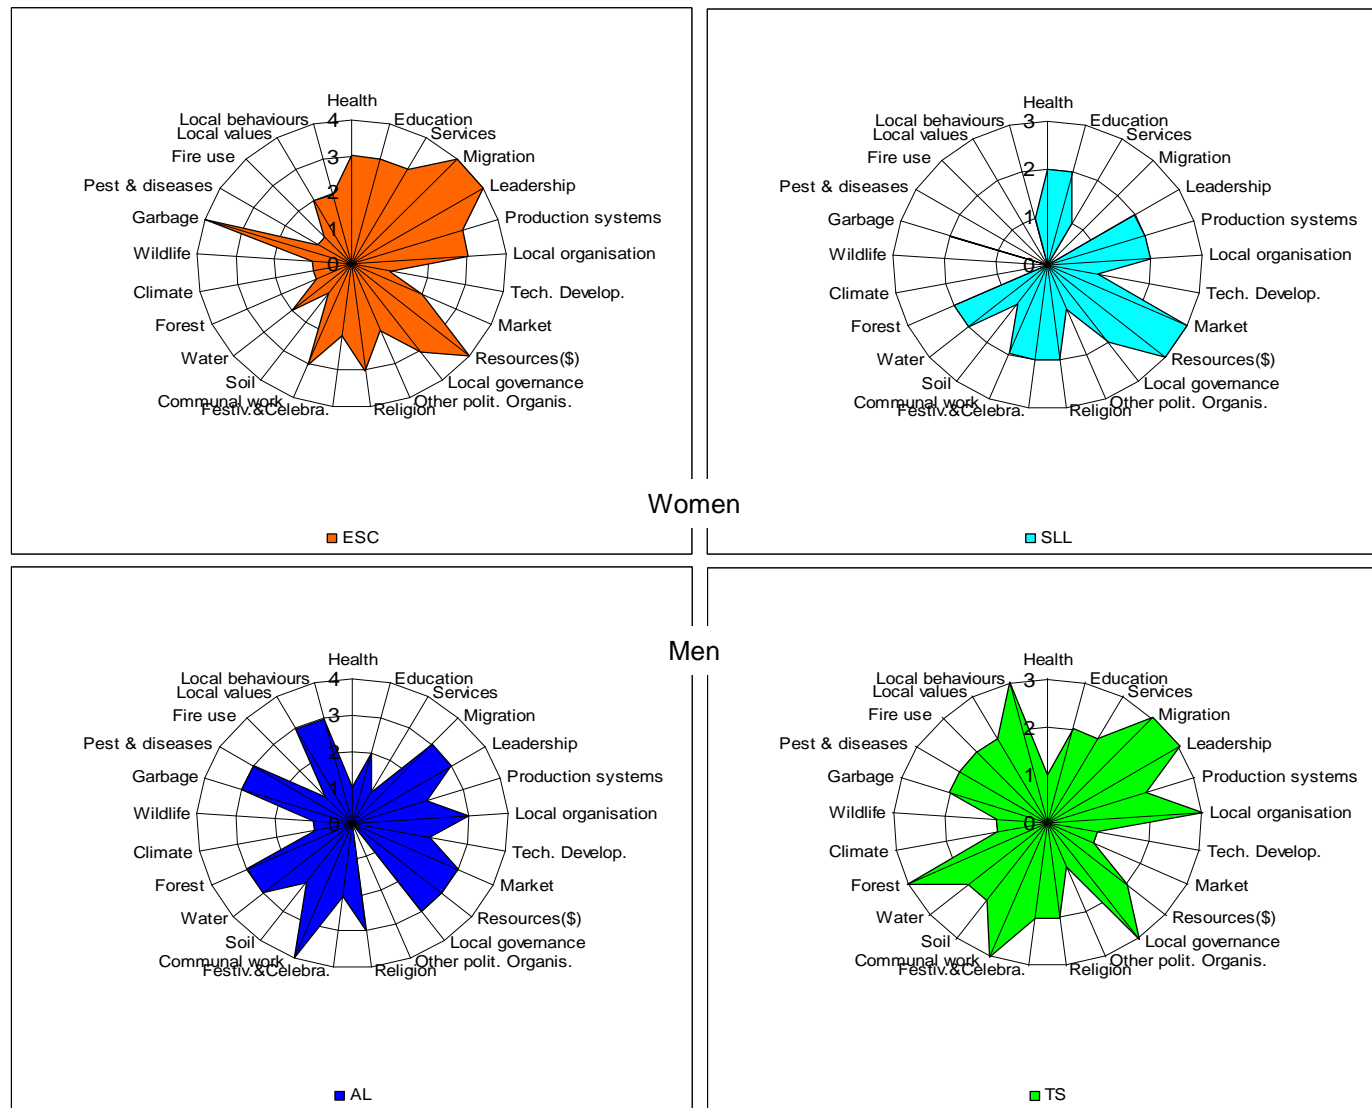 Health
Local behaviours
4
Education
Local values
Services
Fire use
3
Migration
Pest & diseases
2
Leadership
Garbage
1
Production systems
Wildlife
0
Local organisation
Climate
Tech. Develop.
Forest
Market
Water
Resources($)
Soil
Local governance
Communal work
Other polit. Organis.
Festiv.&Celebra.
Religion
ESC
Health
Local behaviours
3
Education
Local values
Services
Fire use
2
Migration
Pest & diseases
Leadership
Garbage
1
Production systems
Wildlife
0
Local organisation
Climate
Tech. Develop.
Forest
Market
Water
Resources($)
Soil
Local governance
Communal work
Other polit. Organis.
Festiv.&Celebra.
Religion
SLL
Women
Men
Health
Local behaviours
4
Education
Local values
Services
Fire use
3
Migration
Pest & diseases
2
Leadership
Garbage
1
Production systems
Wildlife
0
Local organisation
Climate
Tech. Develop.
Forest
Market
Water
Resources($)
Soil
Local governance
Communal work
Other polit. Organis.
Festiv.&Celebra.
Religion
AL
Health
Local behaviours
3
Education
Local values
Services
Fire use
2
Migration
Pest & diseases
Leadership
Garbage
1
Production systems
Wildlife
0
Local organisation
Climate
Tech. Develop.
Forest
Market
Water
Resources($)
Soil
Local governance
Communal work
Other polit. Organis.
Festiv.&Celebra.
Religion
TS